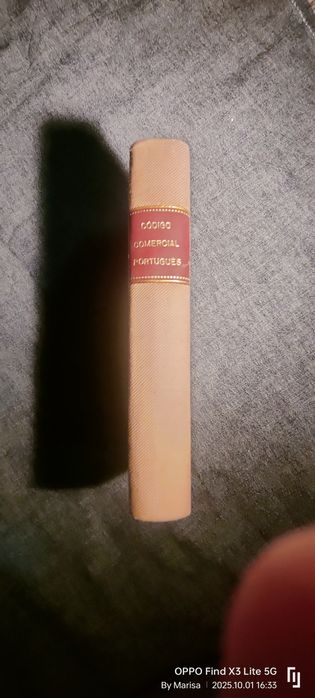 CÓDIGO
COMERCIAL
PORTUGUÊS
OPPO Find X3 Lite 5G
By Marisa | 2025.10.01 16:33